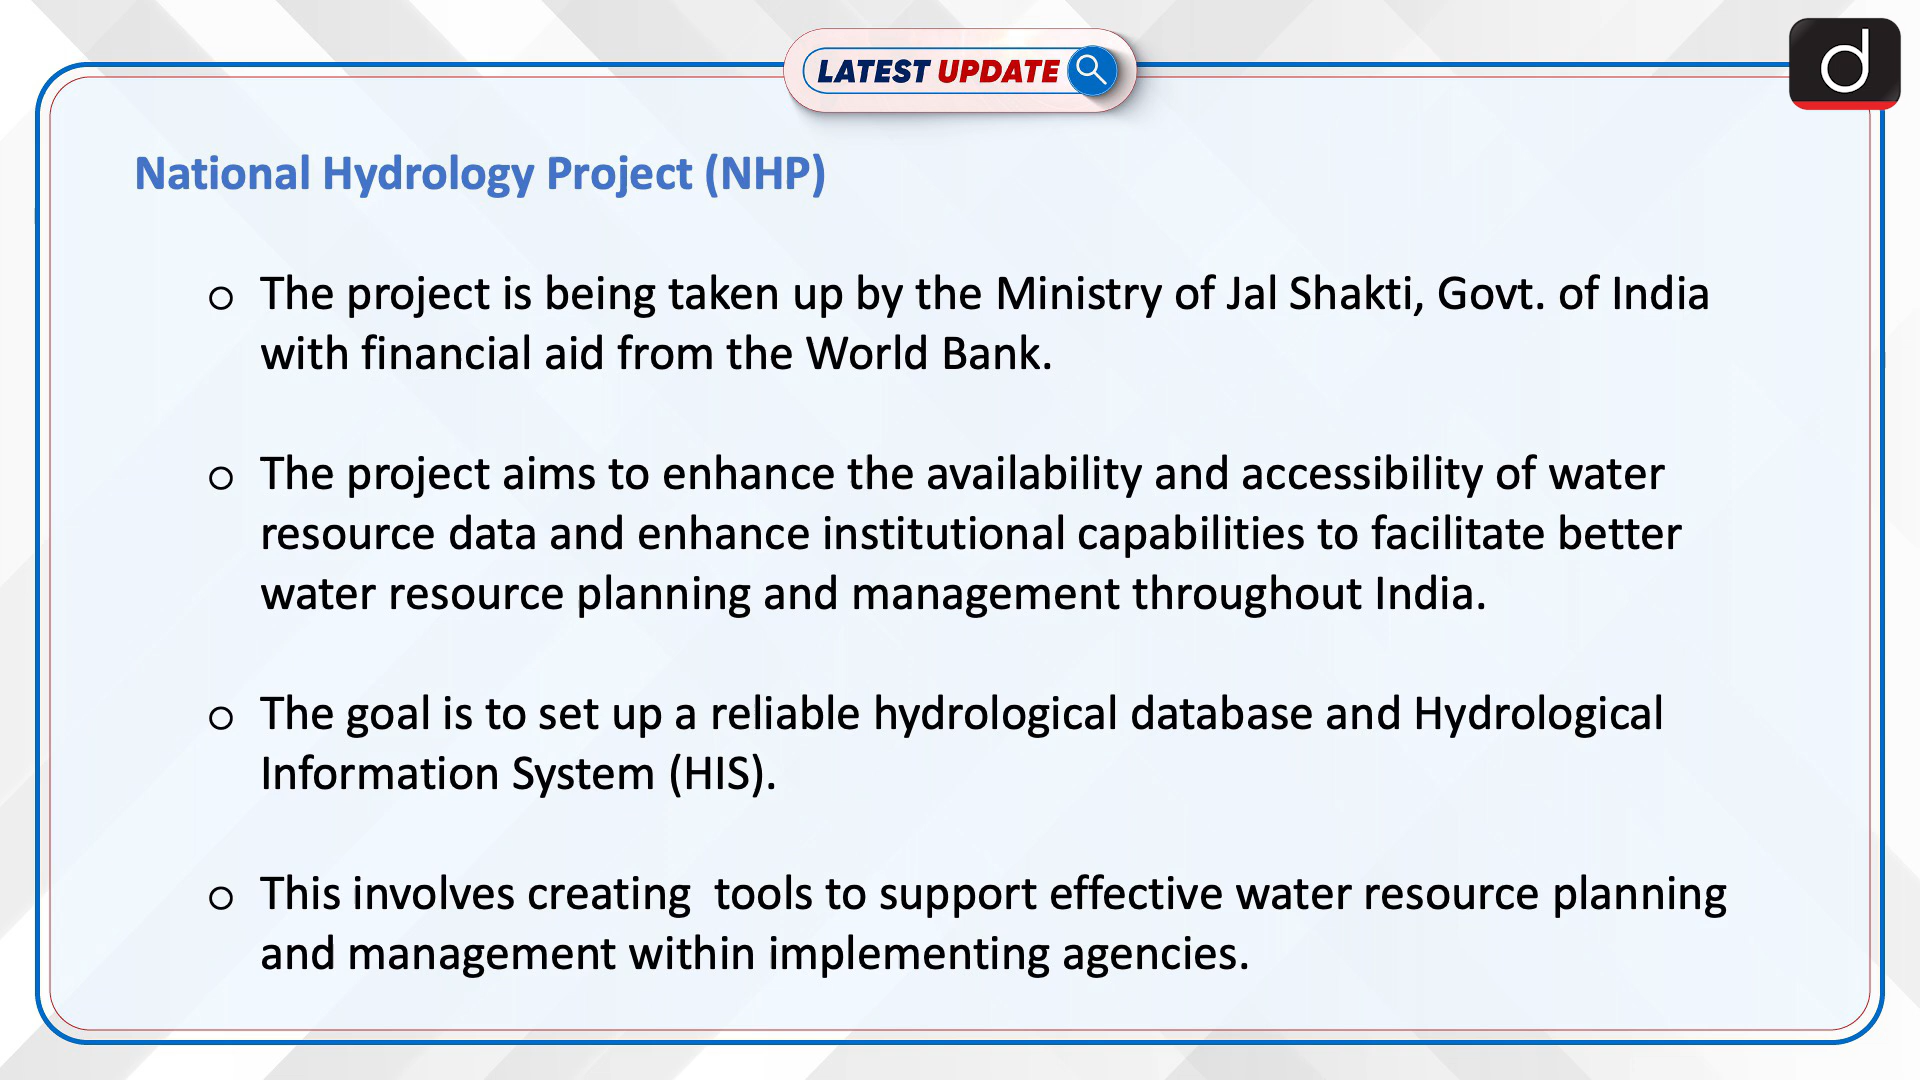 LATEST UPDATE
d
National Hydrology Project (NHP)
o The project is being taken up by the Ministry of Jal Shakti, Govt. of India
with financial aid from the World Bank.
o The project aims to enhance the availability and accessibility of water
resource data and enhance institutional capabilities to facilitate better
water resource planning and management throughout India.
o The goal is to set up a reliable hydrological database and Hydrological
Information System (HIS).
o This involves creating  tools to support effective water resource planning
and management within implementing agencies.